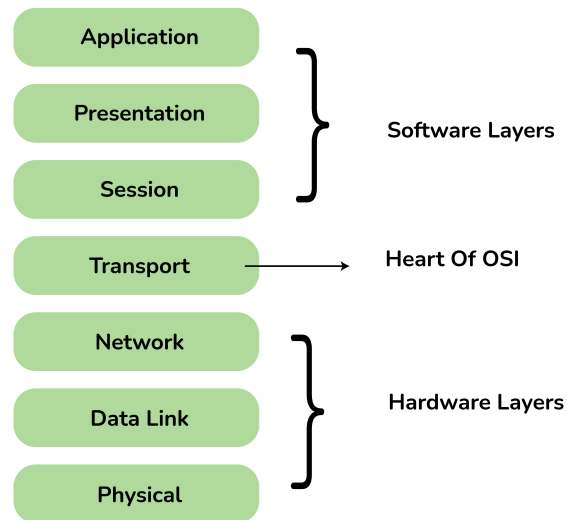 Application
Presentation
Software Layers
Session
Transport
Heart Of OSI
Network
Data Link
Hardware Layers
Physical